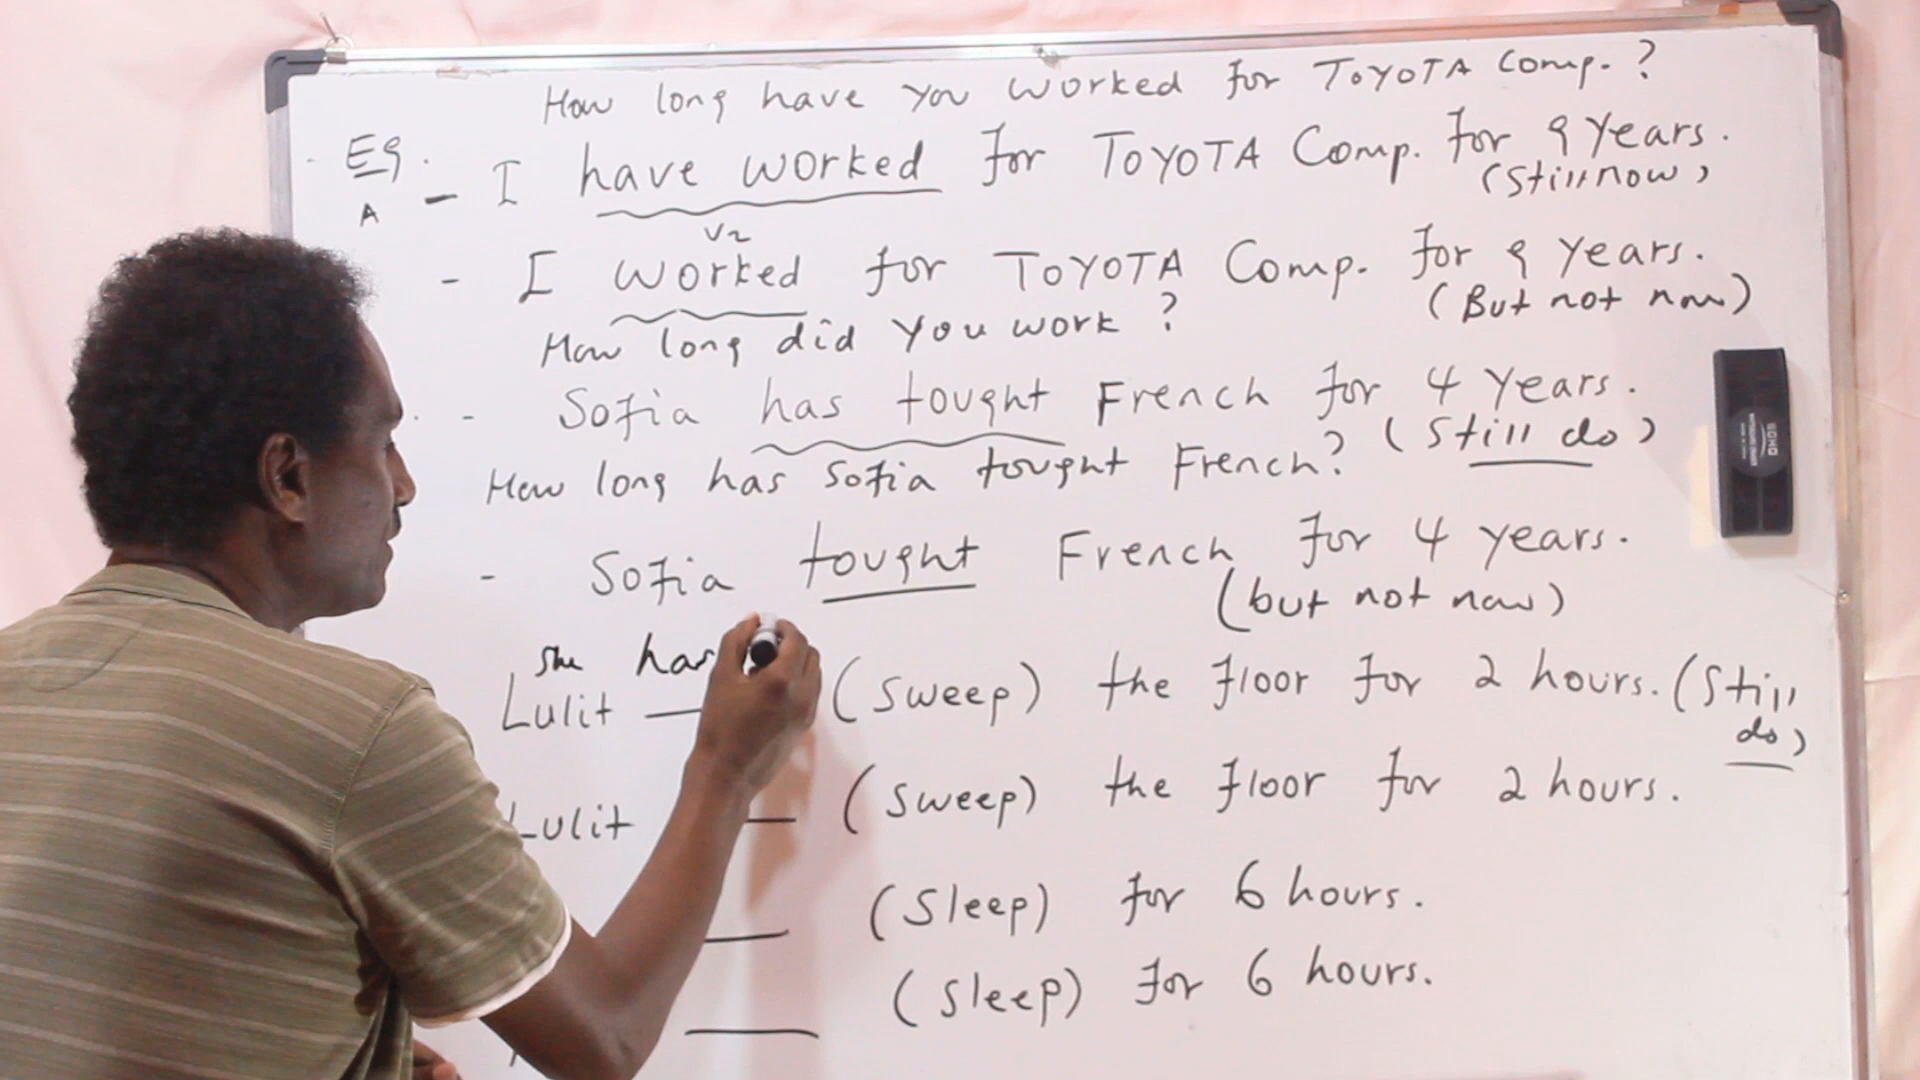 How long have you worked for TOYOTA Comp. ?
Eg. - I have worked for TOYOTA Comp. for 9 years.
(Still now)
A
V2
- I worked for TOYOTA Comp. for 9 years.
(But not now)
How long did you work ?
- Sofia has tought French for 4 years.
(Still do)
How long has Sofia tought French?
- Sofia tought French for 4 years.
(but not now)
She has
Lulit (Sweep) the floor for 2 hours. (Still do)
Lulit (Sweep) the floor for 2 hours.
(Sleep) for 6 hours.
(Sleep) for 6 hours.